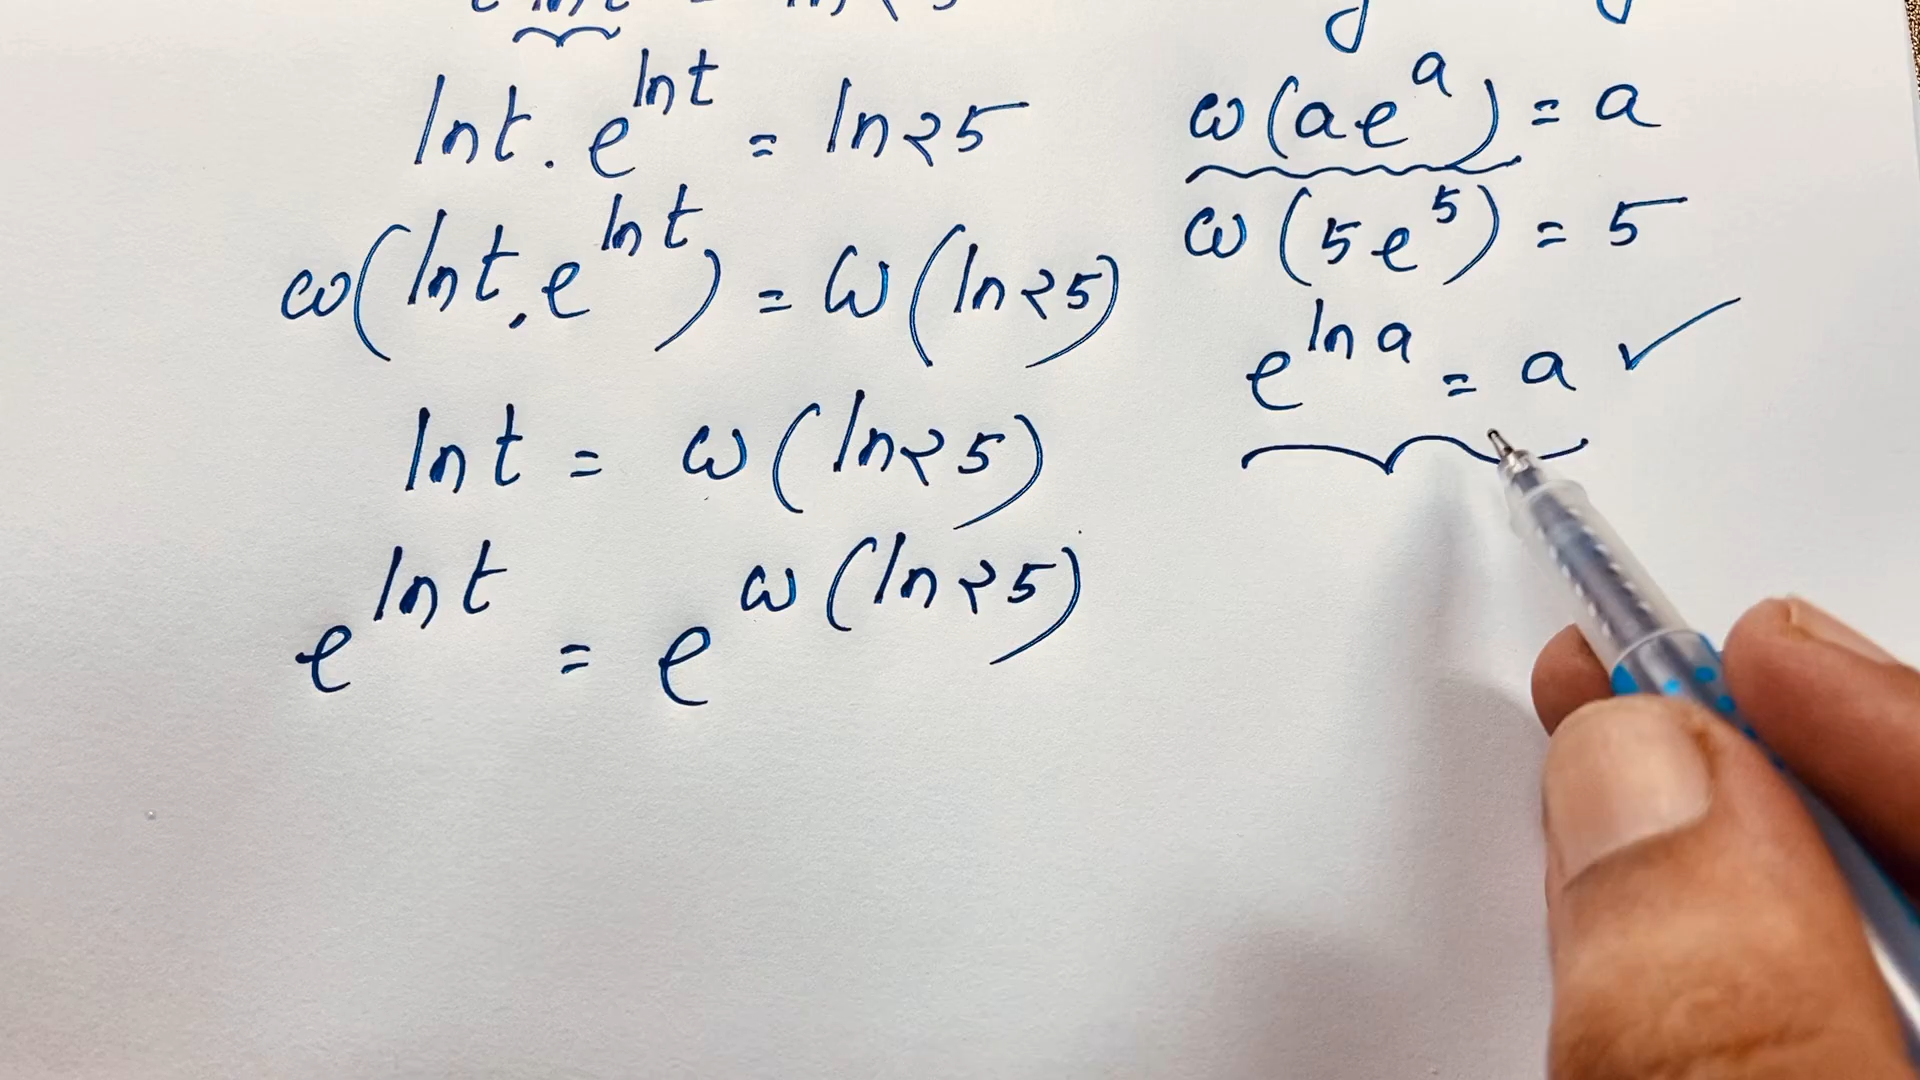 ln t . e^ln t = ln 25
ω(ln t . e^ln t) = ω(ln 25)
ln t = ω(ln 25)
e^ln t = e^ω(ln 25)
ω(ae^a) = a
ω(5e^5) = 5
e^ln a = a ✓